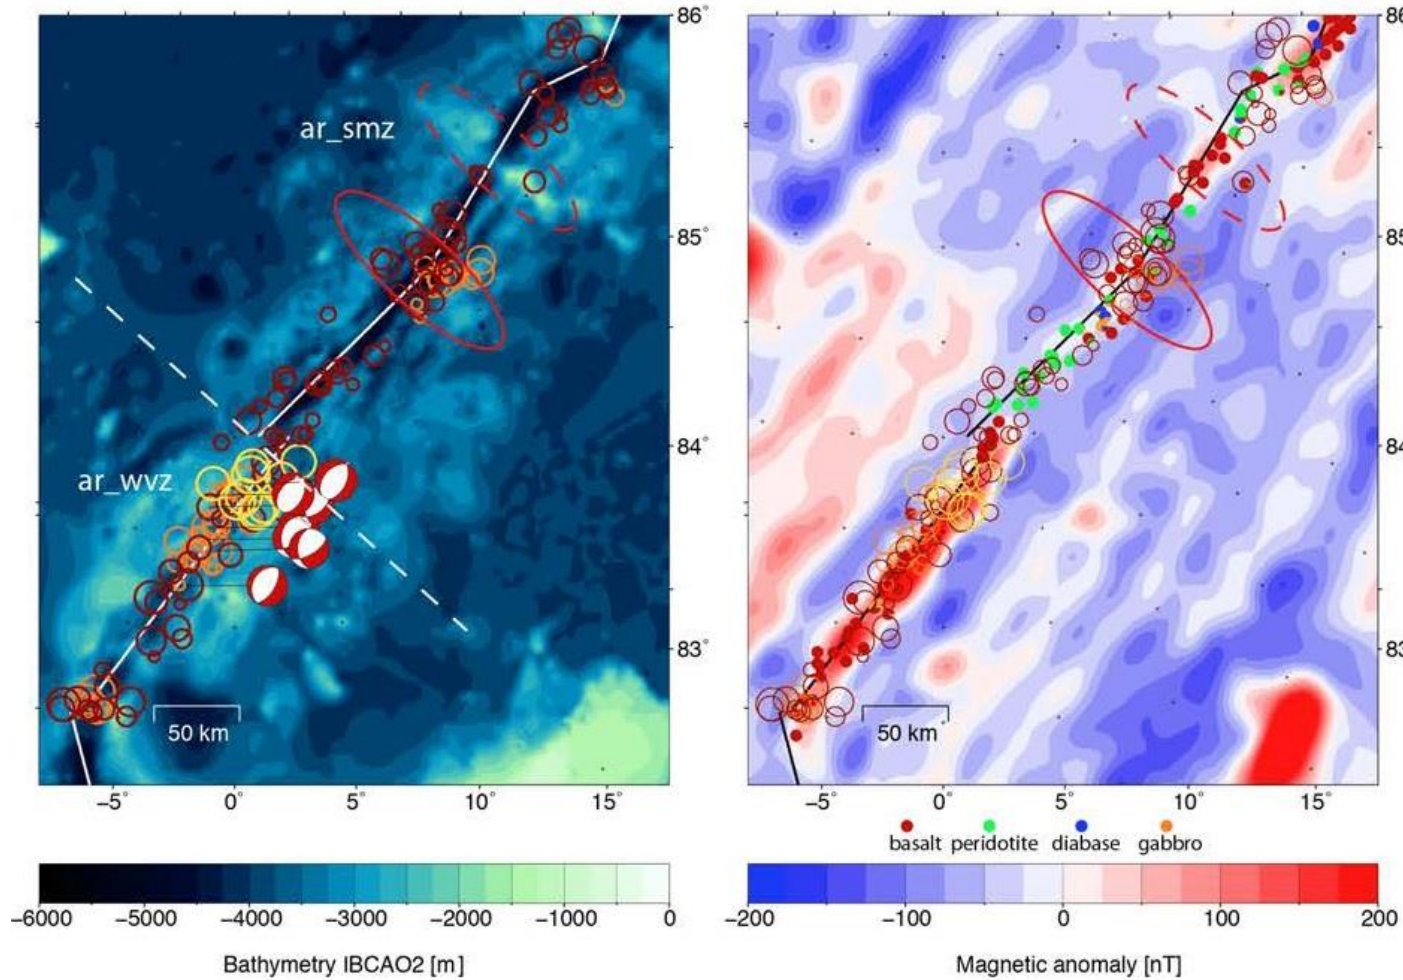 86°
ar_smz
85°
84°
ar_wvz
83°
50 km
−5° 0° 5° 10° 15°
−6000 −5000 −4000 −3000 −2000 −1000 0
Bathymetry IBCAO2 [m]
86
85
84
83
50 km
−5° 0° 5° 10° 15°
basalt peridotite diabase gabbro
−200 −100 0 100 200
Magnetic anomaly [nT]